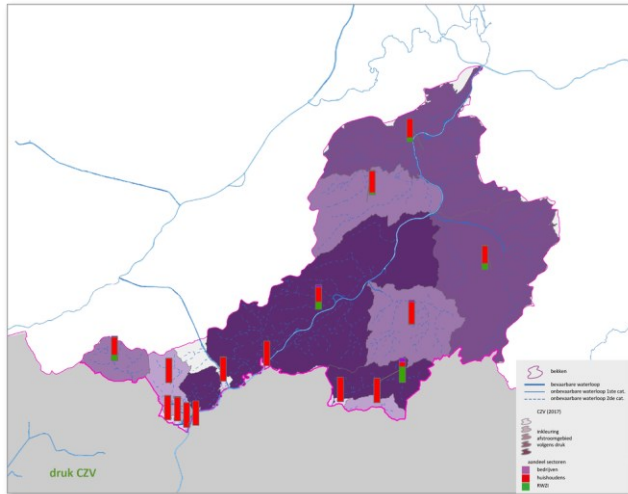 bekken
bevaarbare waterloop
onbevaarbare waterloop 1ste cat.
onbevaarbare waterloop 2de cat.
CZV (2017)
inkleuring
afstroomgebied
volgens druk
aandeel sectoren
bedrijven
huishoudens
RWZI
druk CZV